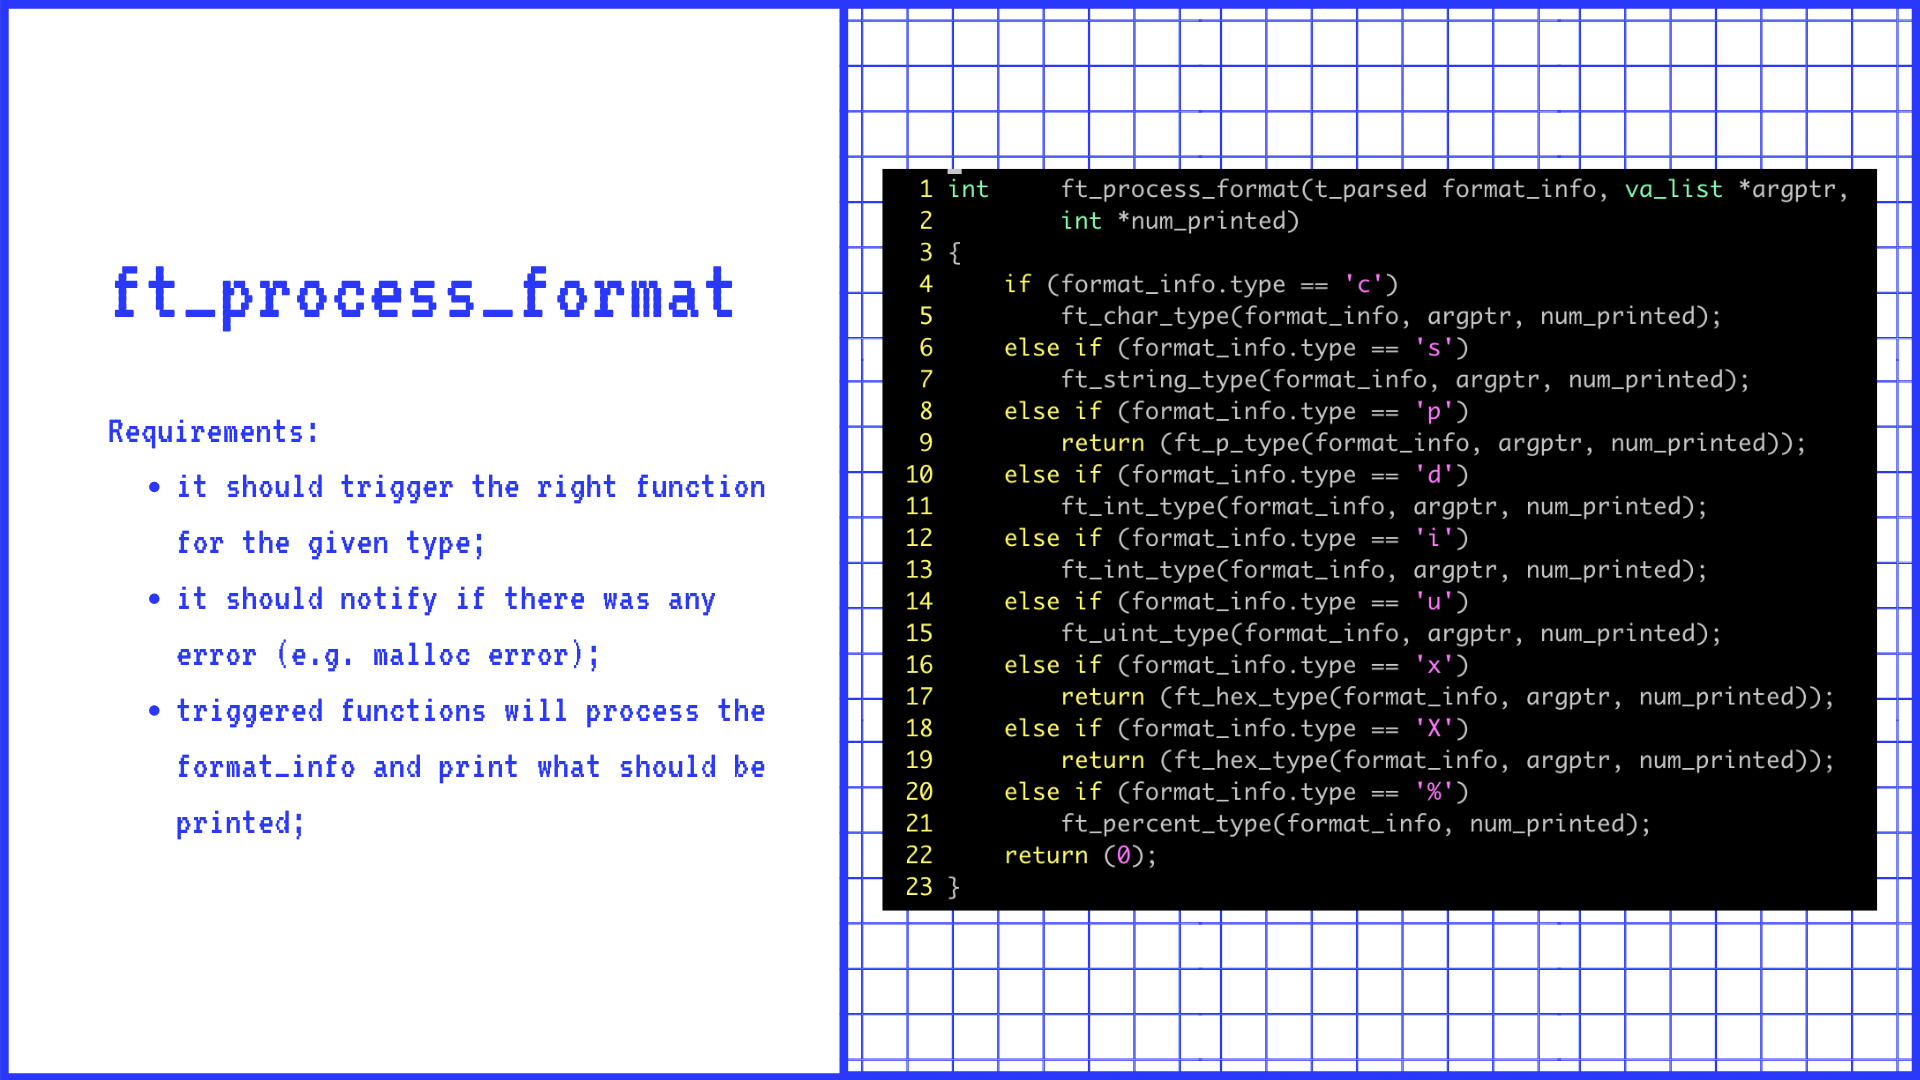 ft_process_format
Requirements:
• it should trigger the right function
for the given type;
• it should notify if there was any
error (e.g. malloc error);
• triggered functions will process the
format_info and print what should be
printed;
1 int     ft_process_format(t_parsed format_info, va_list *argptr,
2         int *num_printed)
3 {
4     if (format_info.type == 'c')
5         ft_char_type(format_info, argptr, num_printed);
6     else if (format_info.type == 's')
7         ft_string_type(format_info, argptr, num_printed);
8     else if (format_info.type == 'p')
9         return (ft_p_type(format_info, argptr, num_printed));
10     else if (format_info.type == 'd')
11         ft_int_type(format_info, argptr, num_printed);
12     else if (format_info.type == 'i')
13         ft_int_type(format_info, argptr, num_printed);
14     else if (format_info.type == 'u')
15         ft_uint_type(format_info, argptr, num_printed);
16     else if (format_info.type == 'x')
17         return (ft_hex_type(format_info, argptr, num_printed));
18     else if (format_info.type == 'X')
19         return (ft_hex_type(format_info, argptr, num_printed));
20     else if (format_info.type == '%')
21         ft_percent_type(format_info, num_printed);
22     return (0);
23 }